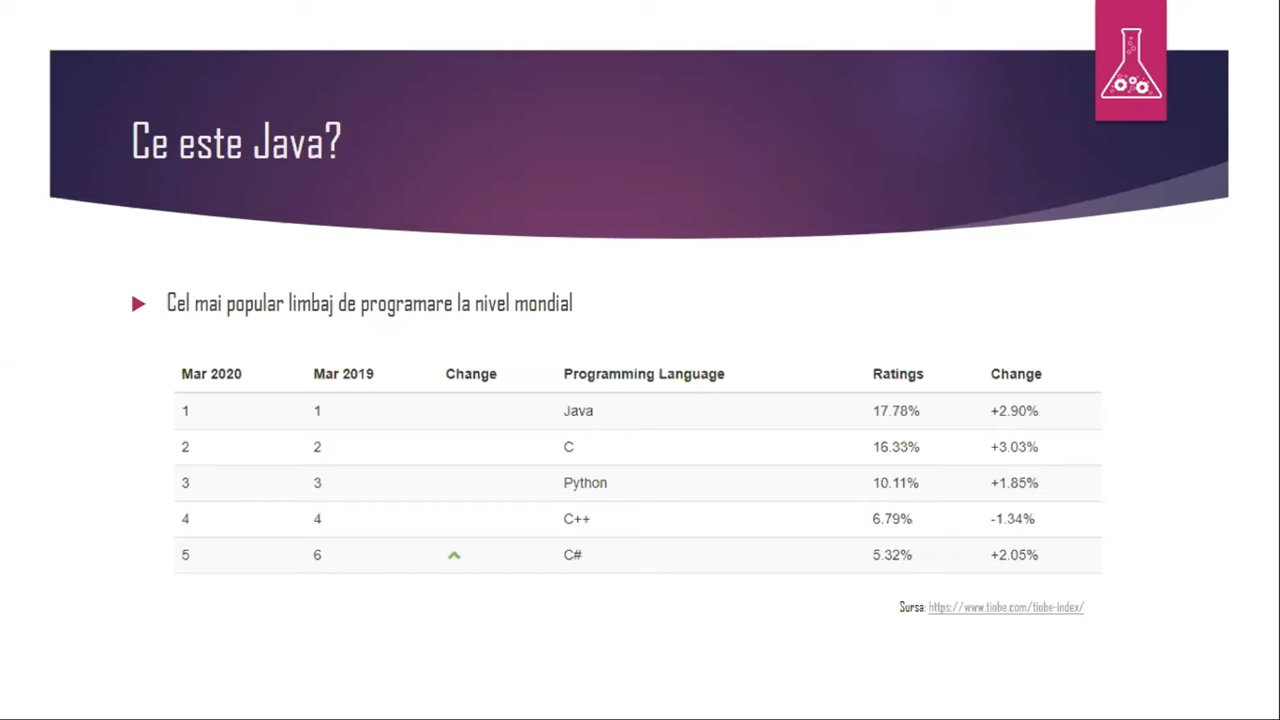 Ce este Java?
Cel mai popular limbaj de programare la nivel mondial
Mar 2020 Mar 2019 Change Programming Language Ratings Change
1 1 Java 17.78% +2.90%
2 2 C 16.33% +3.03%
3 3 Python 10.11% +1.85%
4 4 C++ 6.79% -1.34%
5 6 C# 5.32% +2.05%
Sursa: https://www.tiobe.com/tiobe-index/